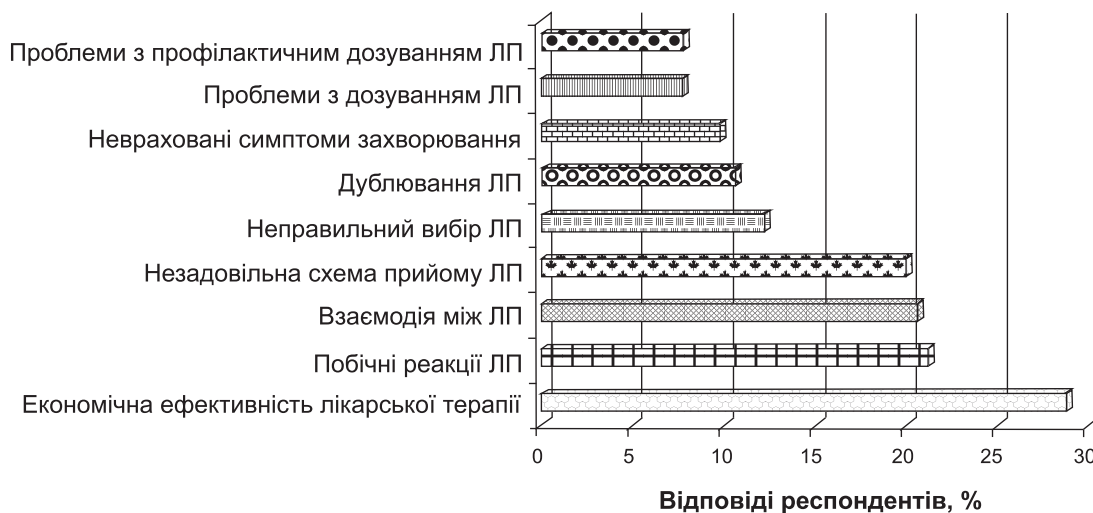 Проблеми з профілактичним дозуванням ЛП
Проблеми з дозуванням ЛП
Невраховані симптоми захворювання
Дублювання ЛП
Неправильний вибір ЛП
Незадовільна схема прийому ЛП
Взаємодія між ЛП
Побічні реакції ЛП
Економічна ефективність лікарської терапії
0 5 10 15 20 25 30
Відповіді респондентів, %